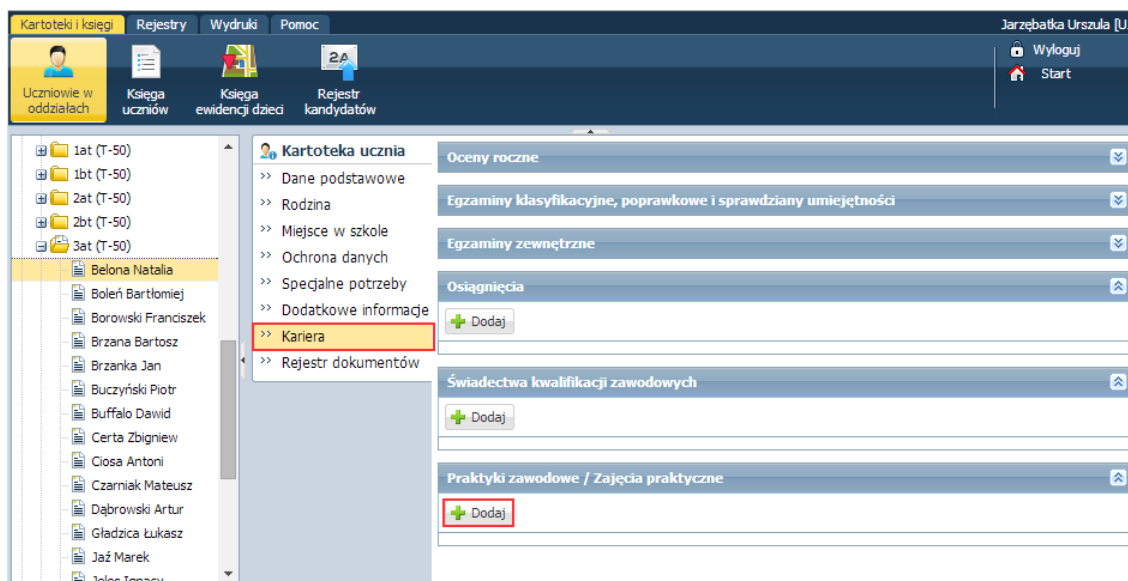 Kartoteki i księgi Rejestry Wydruki Pomoc Jarzębatka Urszula [U
Uczniowie w oddziałach
Księga uczniów
Księga ewidencji dzieci
Rejestr kandydatów
Wyloguj
Start
1at (T-50)
1bt (T-50)
2at (T-50)
2bt (T-50)
3at (T-50)
Belona Natalia
Boleń Bartłomiej
Borowski Franciszek
Brzana Bartosz
Brzanka Jan
Buczyński Piotr
Buffalo Dawid
Certa Zbigniew
Ciosa Antoni
Czarniak Mateusz
Dąbrowski Artur
Gładzica Łukasz
Jaź Marek
Kartoteka ucznia
Dane podstawowe
Rodzina
Miejsce w szkole
Ochrona danych
Specjalne potrzeby
Dodatkowe informacje
Kariera
Rejestr dokumentów
Oceny roczne
Egzaminy klasyfikacyjne, poprawkowe i sprawdziany umiejętności
Egzaminy zewnętrzne
Osiągnięcia
Dodaj
Świadectwa kwalifikacji zawodowych
Dodaj
Praktyki zawodowe / Zajęcia praktyczne
Dodaj